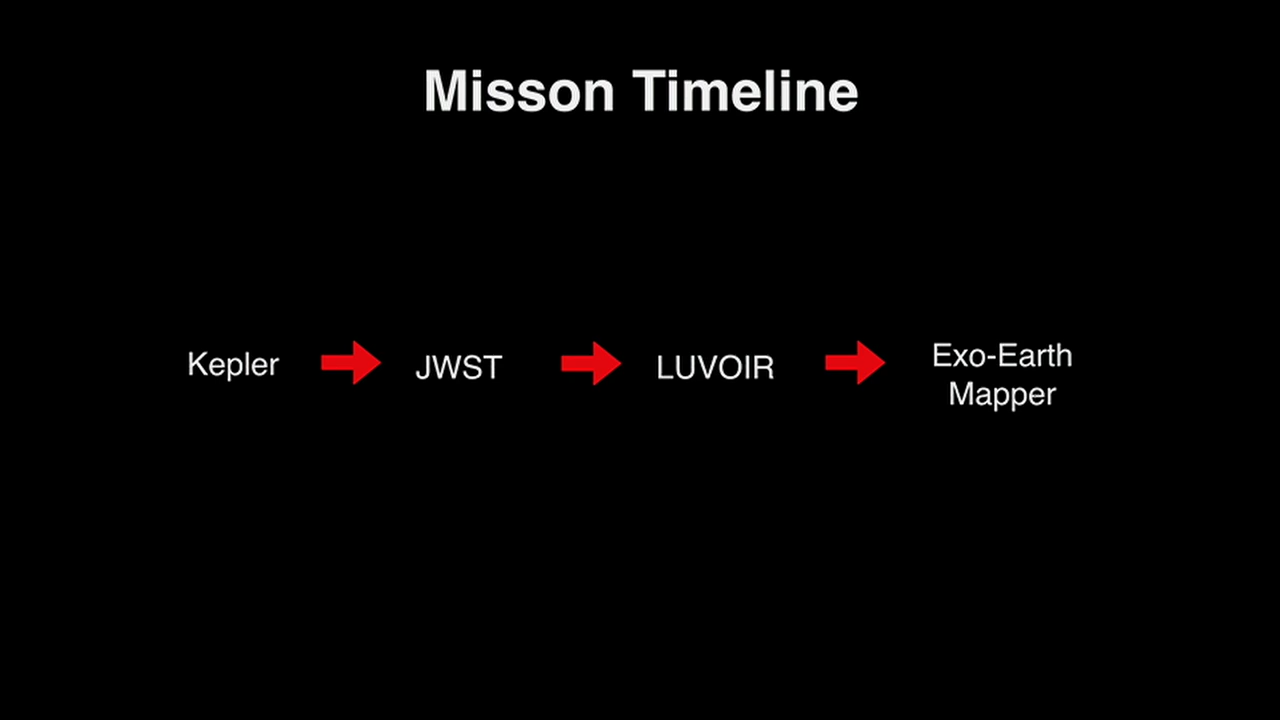 Misson Timeline
Kepler
JWST
LUVOIR
Exo-Earth
Mapper